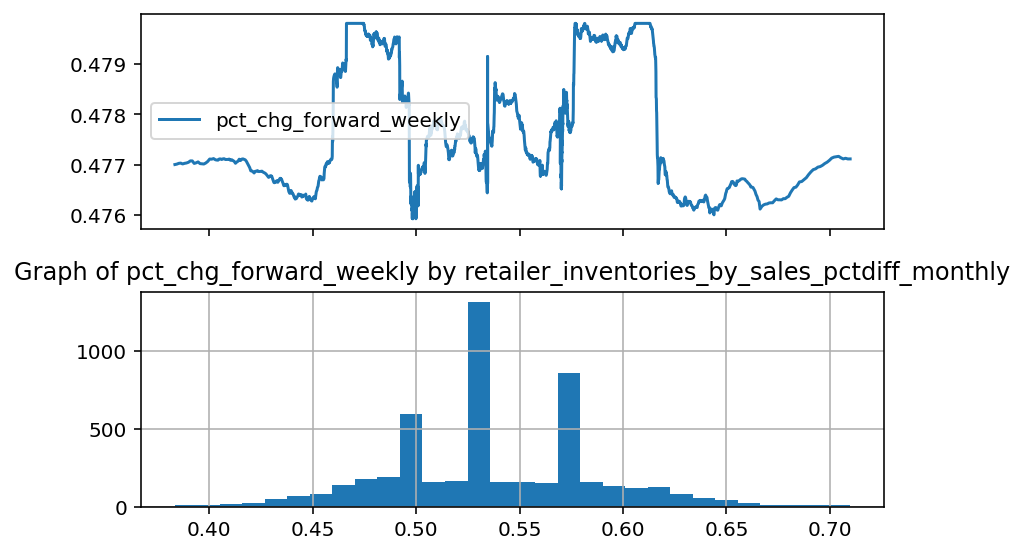 0.479
0.478
pct_chg_forward_weekly
0.477
0.476
Graph of pct_chg_forward_weekly by retailer_inventories_by_sales_pctdiff_monthly
1000
500
0
0.40 0.45 0.50 0.55 0.60 0.65 0.70